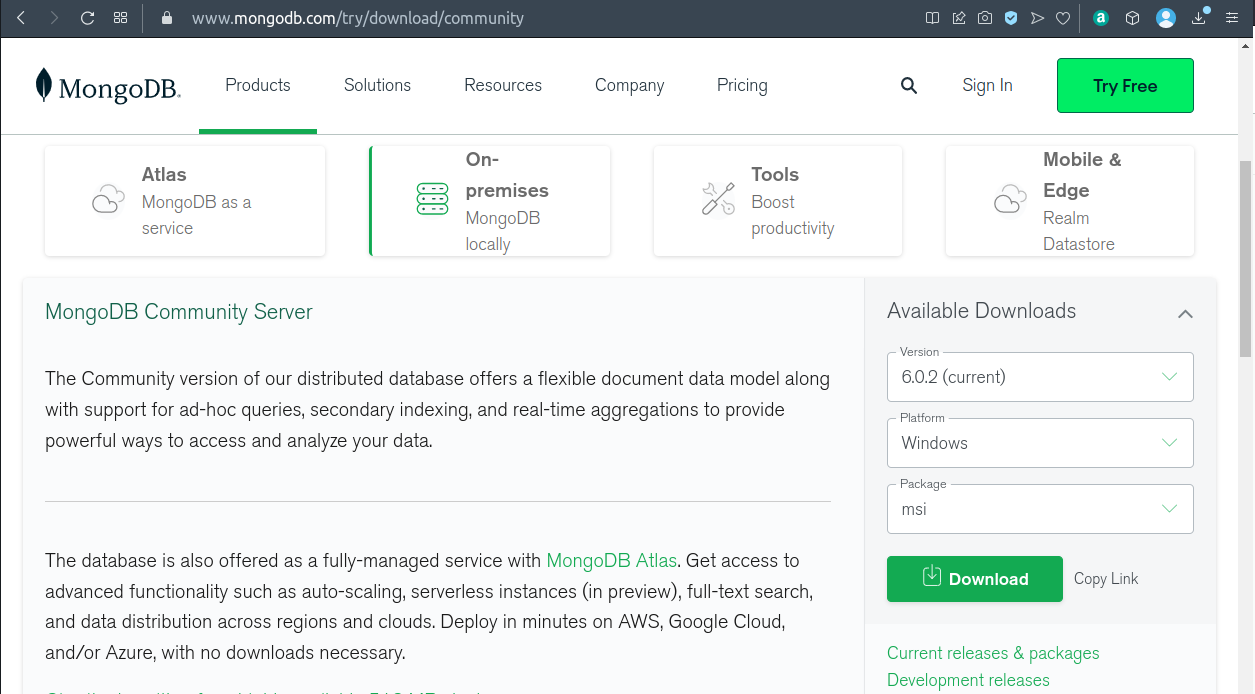 www.mongodb.com/try/download/community
MongoDB.
Products
Solutions
Resources
Company
Pricing
Sign In
Try Free
Atlas
MongoDB as a
service
On-
premises
MongoDB
locally
Tools
Boost
productivity
Mobile &
Edge
Realm
Datastore
MongoDB Community Server
The Community version of our distributed database offers a flexible document data model along
with support for ad-hoc queries, secondary indexing, and real-time aggregations to provide
powerful ways to access and analyze your data.
The database is also offered as a fully-managed service with MongoDB Atlas. Get access to
advanced functionality such as auto-scaling, serverless instances (in preview), full-text search,
and data distribution across regions and clouds. Deploy in minutes on AWS, Google Cloud,
and/or Azure, with no downloads necessary.
Available Downloads
Version
6.0.2 (current)
Platform
Windows
Package
msi
Download
Copy Link
Current releases & packages
Development releases